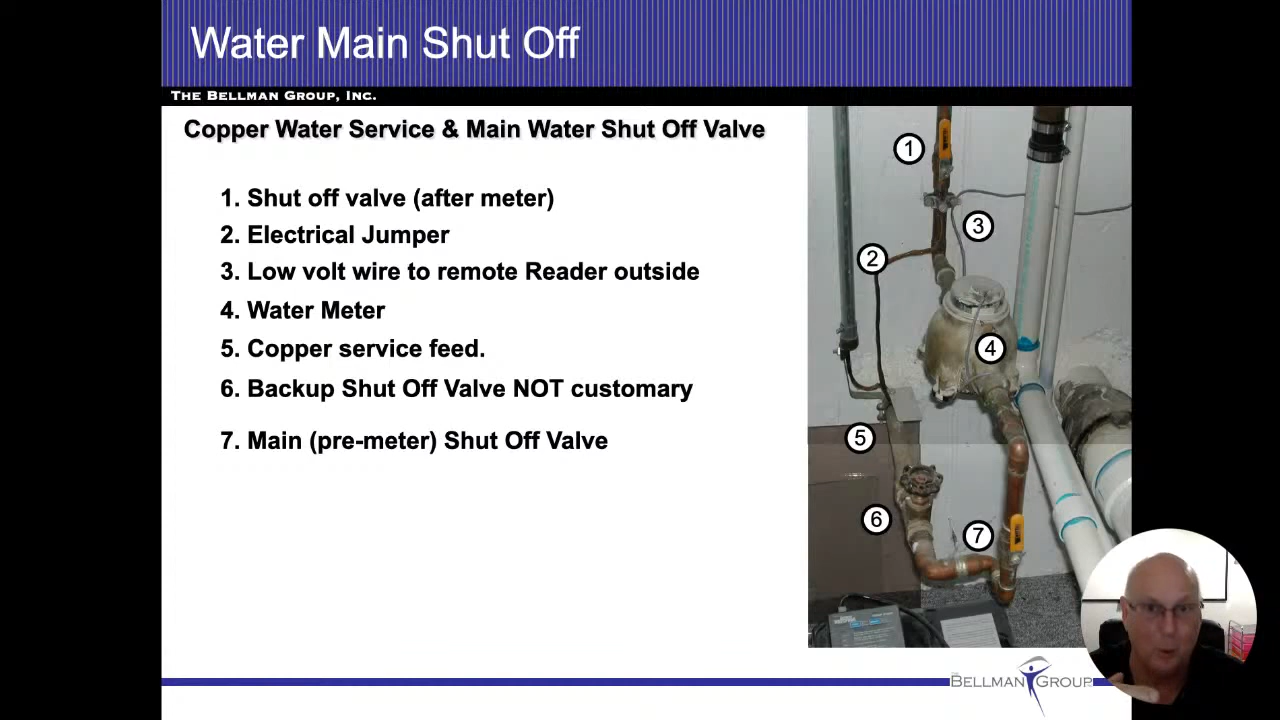 Water Main Shut Off
THE BELLMAN GROUP, INC.
Copper Water Service & Main Water Shut Off Valve
1. Shut off valve (after meter)
2. Electrical Jumper
3. Low volt wire to remote Reader outside
4. Water Meter
5. Copper service feed.
6. Backup Shut Off Valve NOT customary
7. Main (pre-meter) Shut Off Valve
1
3
2
4
5
6
7
THE BELLMAN GROUP